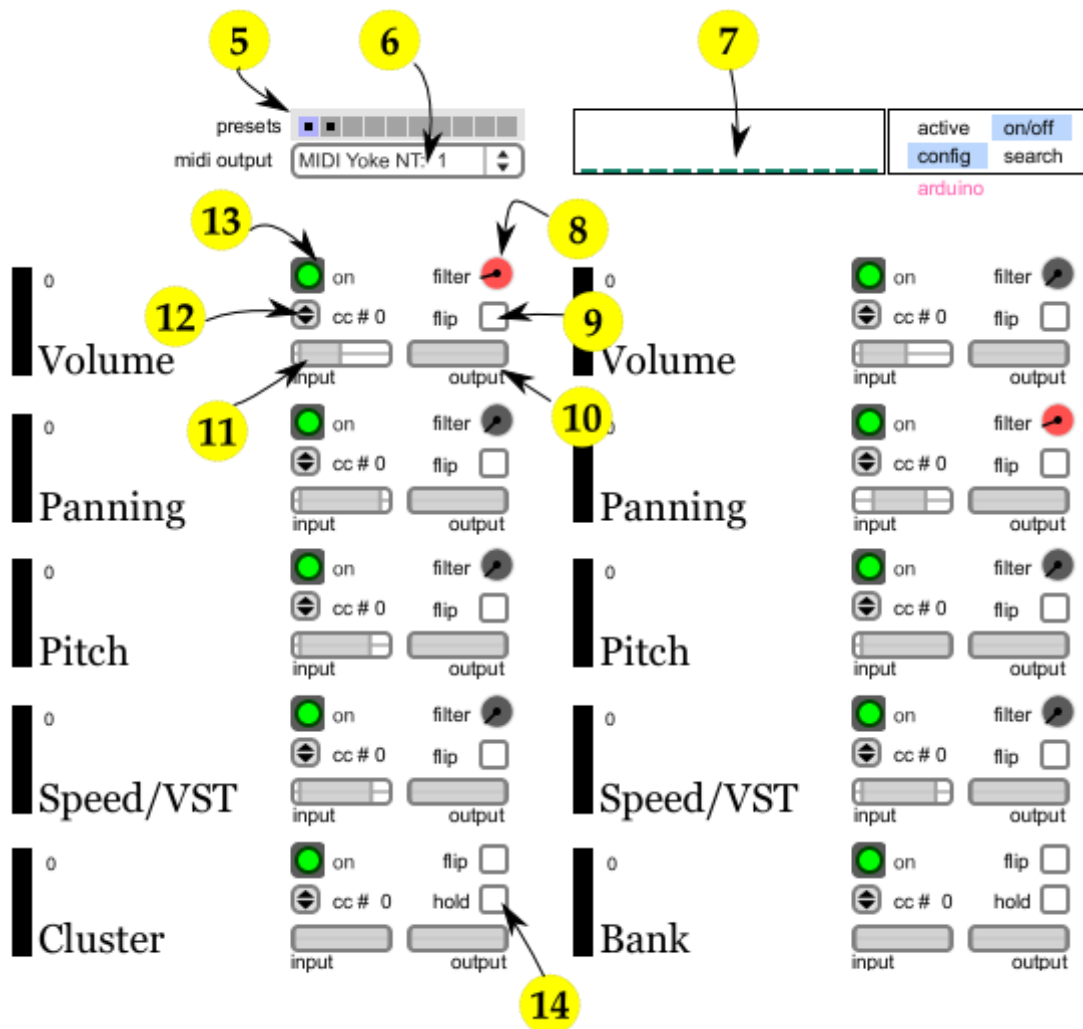 5 6 7
presets active on/off
midi output MIDI Yoke NT: 1 config search
arduino
13 8
0 on filter 0 on filter
12 cc # 0 flip 9 cc # 0 flip
Volume Volume
input output input output
11 10
0 on filter 0 on filter
cc # 0 flip cc # 0 flip
Panning Panning
input output input output
0 on filter 0 on filter
cc # 0 flip cc # 0 flip
Pitch Pitch
input output input output
0 on filter 0 on filter
cc # 0 flip cc # 0 flip
Speed/VST Speed/VST
input output input output
0 on flip 0 on flip
cc # 0 hold cc # 0 hold
Cluster Bank
input output input output
14